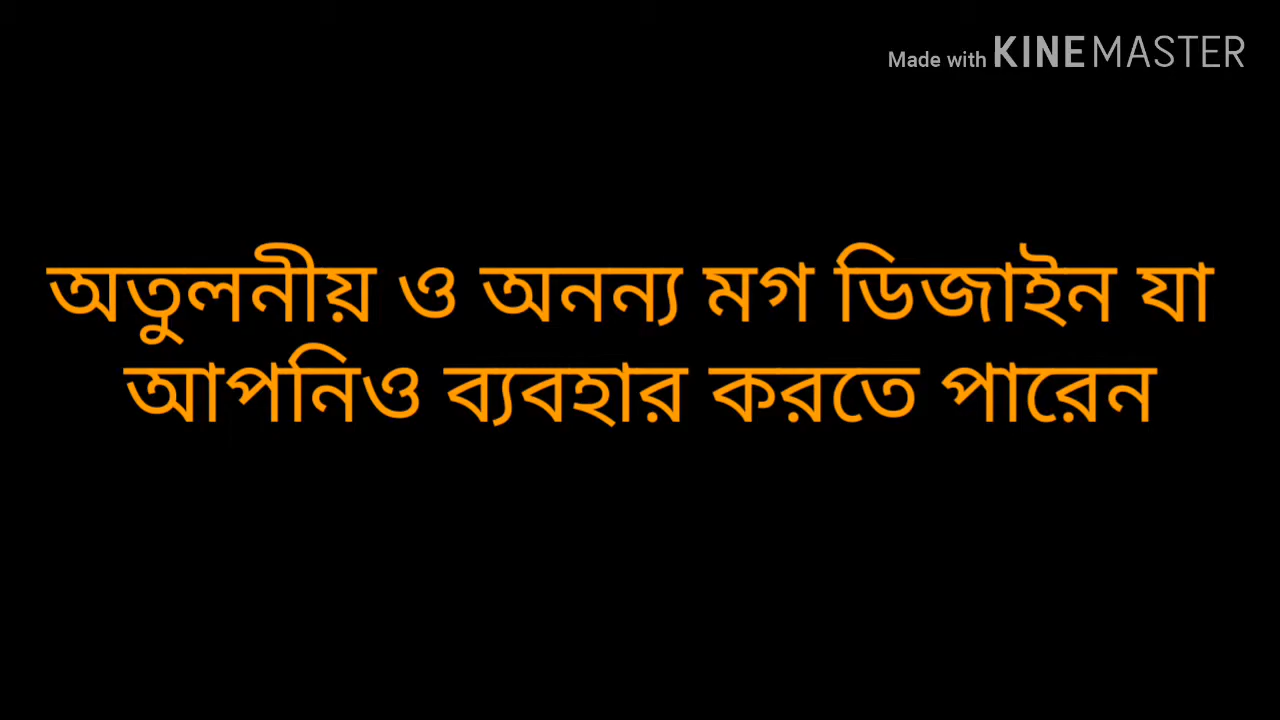 Made with KINEMASTER
অতুলনীয় ও অনন্য মগ ডিজাইন যা
আপনিও ব্যবহার করতে পারেন